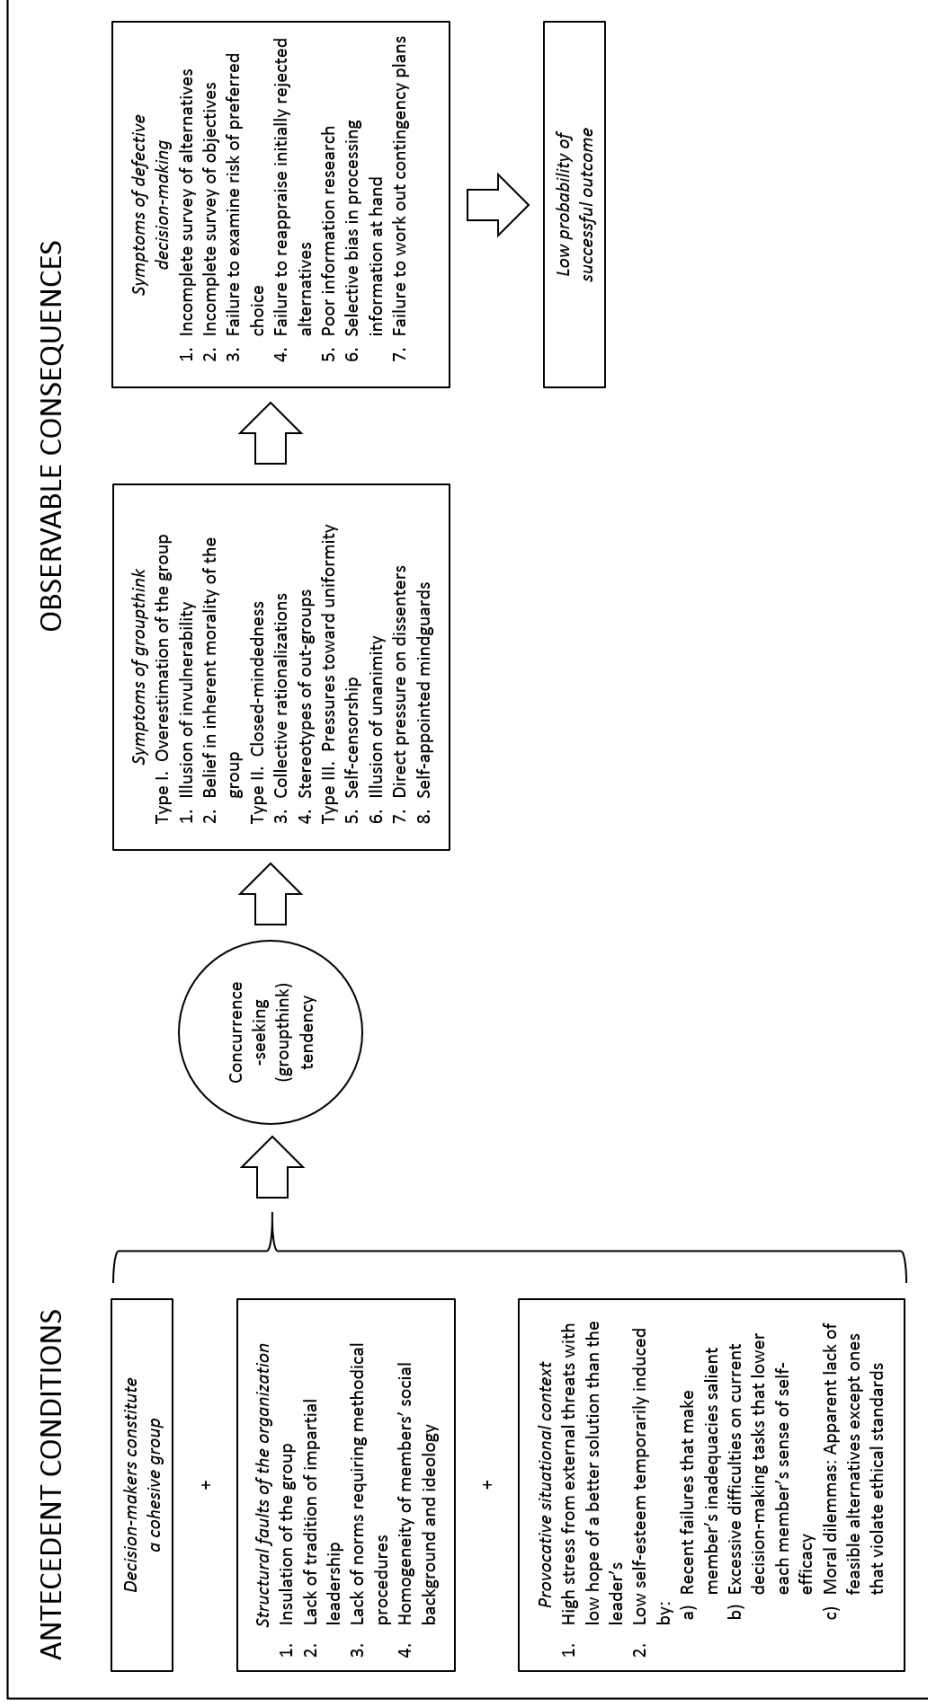 ANTECEDENT CONDITIONS
Decision-makers constitute
a cohesive group
+
Structural faults of the organization
1. Insulation of the group
2. Lack of tradition of impartial
leadership
3. Lack of norms requiring methodical
procedures
4. Homogeneity of members' social
background and ideology
+
Provocative situational context
1. High stress from external threats with
low hope of a better solution than the
leader's
2. Low self-esteem temporarily induced
by:
a) Recent failures that make
member's inadequacies salient
b) Excessive difficulties on current
decision-making tasks that lower
each member's sense of self-
efficacy
c) Moral dilemmas: Apparent lack of
feasible alternatives except ones
that violate ethical standards
Concurrence
-seeking
(groupthink)
tendency
OBSERVABLE CONSEQUENCES
Symptoms of groupthink
Type I. Overestimation of the group
1. Illusion of invulnerability
2. Belief in inherent morality of the
group
Type II. Closed-mindedness
3. Collective rationalizations
4. Stereotypes of out-groups
Type III. Pressures toward uniformity
5. Self-censorship
6. Illusion of unanimity
7. Direct pressure on dissenters
8. Self-appointed mindguards
Symptoms of defective
decision-making
1. Incomplete survey of alternatives
2. Incomplete survey of objectives
3. Failure to examine risk of preferred
choice
4. Failure to reappraise initially rejected
alternatives
5. Poor information research
6. Selective bias in processing
information at hand
7. Failure to work out contingency plans
Low probability of
successful outcome